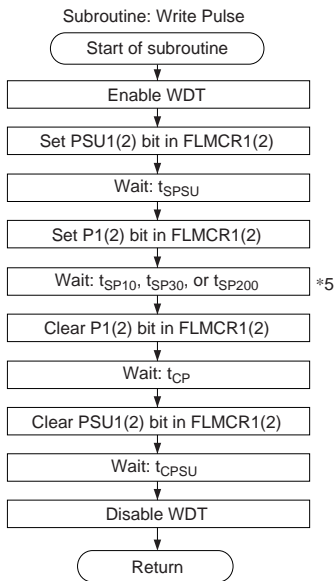 Subroutine: Write Pulse
Start of subroutine
Enable WDT
Set PSU1(2) bit in FLMCR1(2)
Wait: tSPSU
Set P1(2) bit in FLMCR1(2)
Wait: tSP10, tSP30, or tSP200 *5
Clear P1(2) bit in FLMCR1(2)
Wait: tCP
Clear PSU1(2) bit in FLMCR1(2)
Wait: tCPSU
Disable WDT
Return